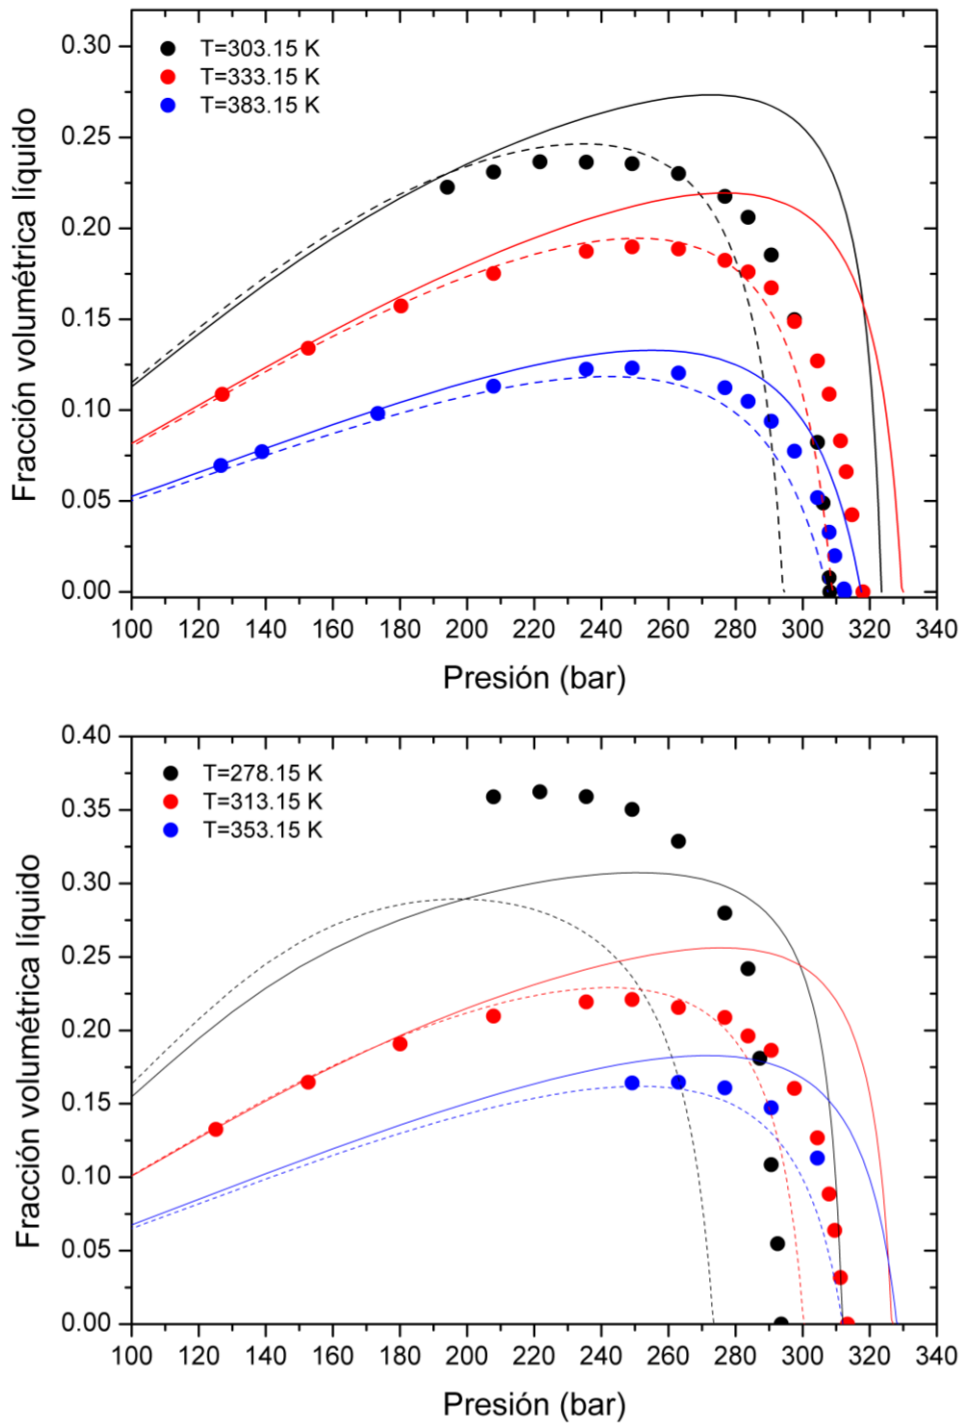 0.30
0.25
0.20
0.15
0.10
0.05
0.00
Fracción volumétrica líquido
T=303.15 K
T=333.15 K
T=383.15 K
100 120 140 160 180 200 220 240 260 280 300 320 340
Presión (bar)
0.40
0.35
0.30
0.25
0.20
0.15
0.10
0.05
0.00
Fracción volumétrica líquido
T=278.15 K
T=313.15 K
T=353.15 K
100 120 140 160 180 200 220 240 260 280 300 320 340
Presión (bar)